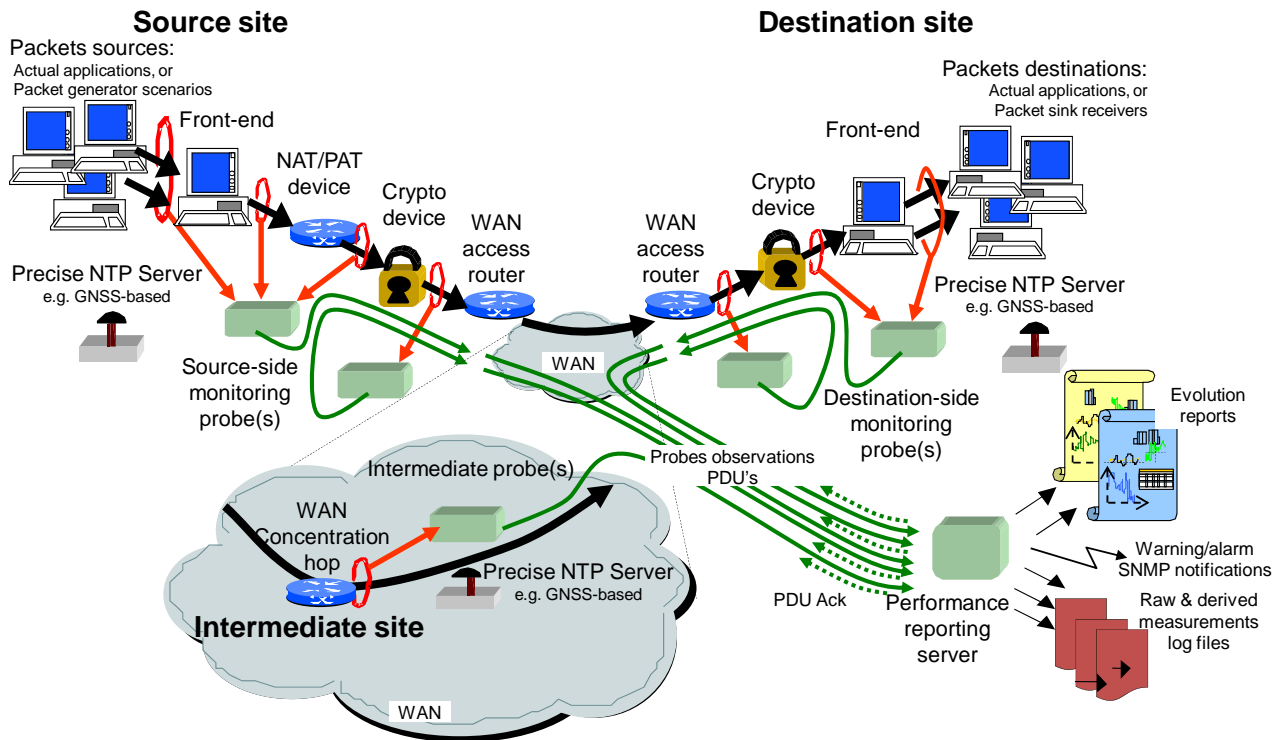 Source site
Destination site
Packets sources:
Actual applications, or
Packet generator scenarios
Front-end
NAT/PAT
device
Crypto
device
WAN
access
router
Precise NTP Server
e.g. GNSS-based
Source-side
monitoring
probe(s)
WAN
WAN
access
router
Crypto
device
Front-end
Packets destinations:
Actual applications, or
Packet sink receivers
Precise NTP Server
e.g. GNSS-based
Destination-side
monitoring
probe(s)
Evolution
reports
Probes observations
PDU's
Intermediate probe(s)
WAN
Concentration
hop
Precise NTP Server
e.g. GNSS-based
Intermediate site
WAN
PDU Ack
Performance
reporting
server
Warning/alarm
SNMP notifications
Raw & derived
measurements
log files